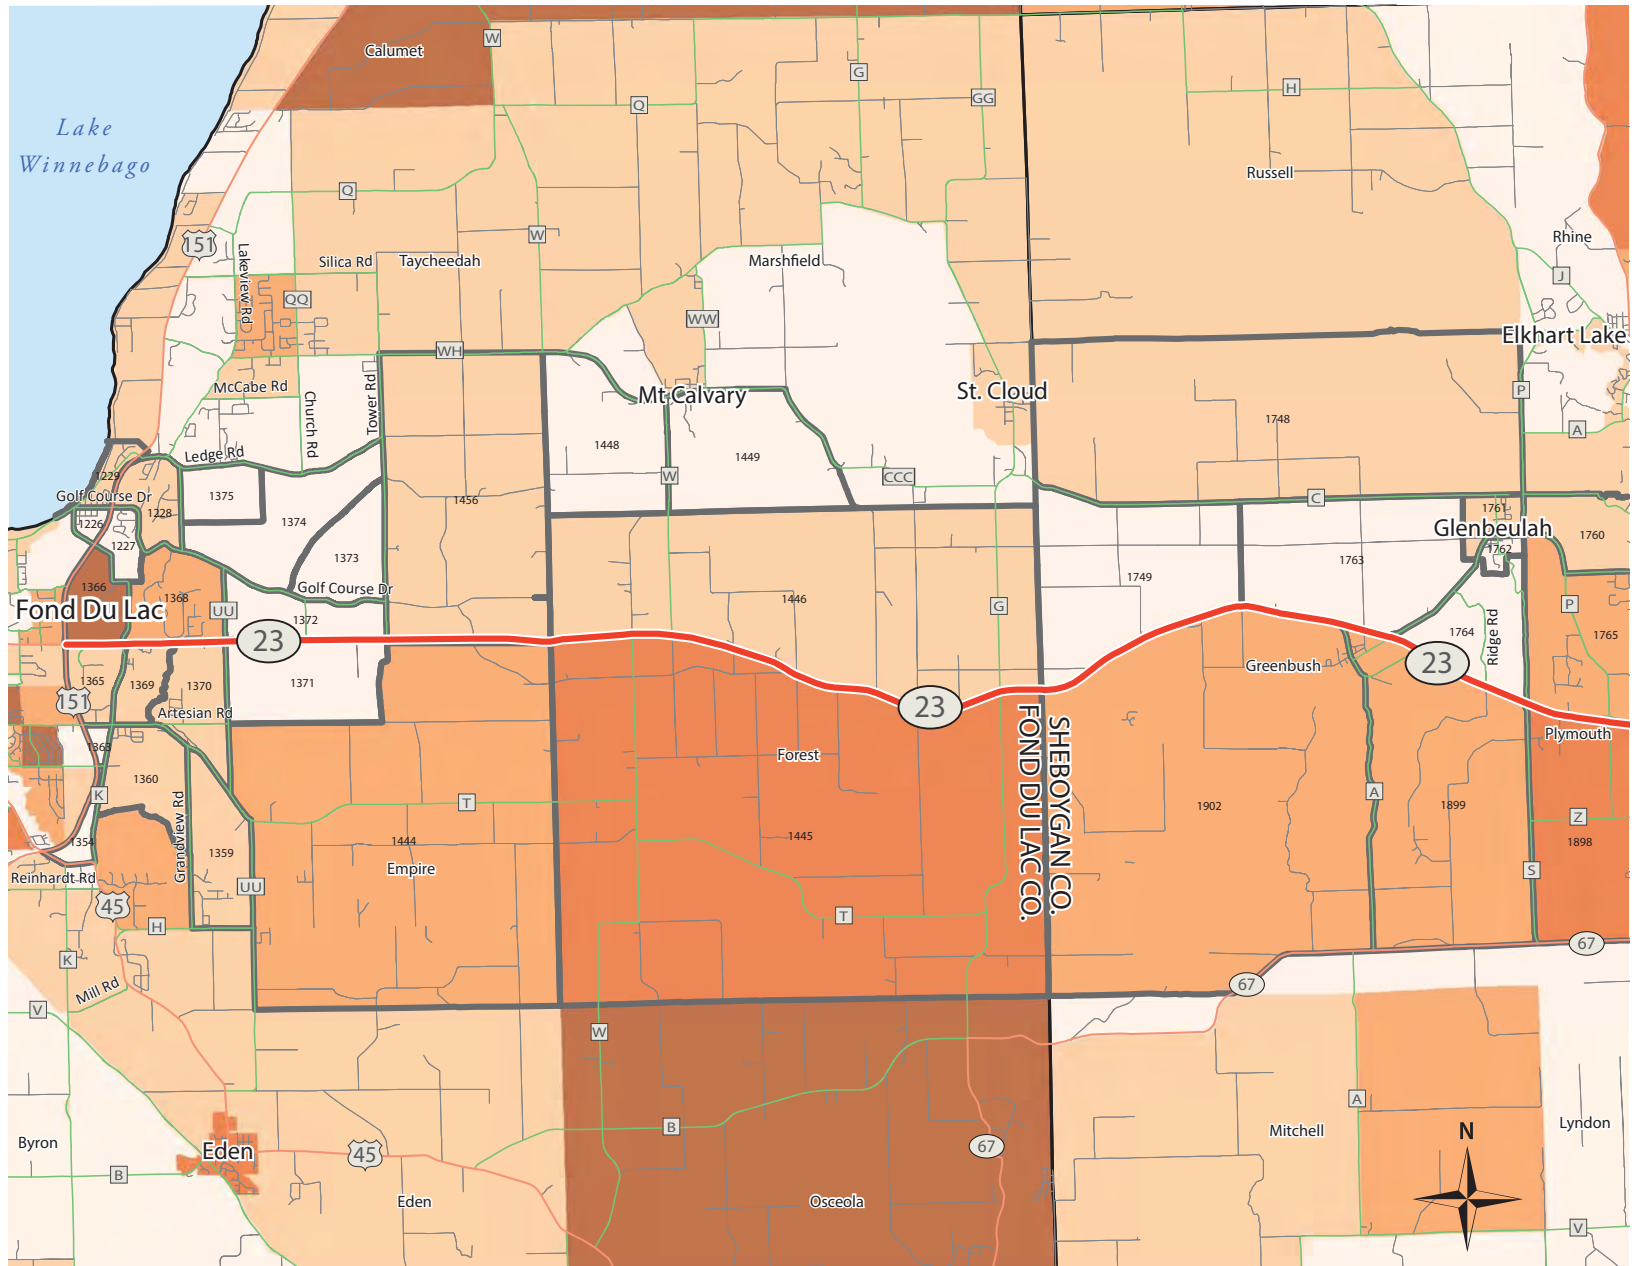 Calumet
W
G
GG
Q
H
Lake
Winnebago
Russell
Q
151
W
Rhine
Lakeview Rd
Silica Rd
Taycheedah
Marshfield
J
QQ
WW
Elkhart Lake
WH
McCabe Rd
Church Rd
Tower Rd
Mt Calvary
St. Cloud
P
1748
A
1448
1449
Ledge Rd
1229
W
CCC
Golf Course Dr
1375
1456
C
1226
1228
1374
1761
Glenbeulah
1760
1227
1373
1762
1763
1366
1368
Golf Course Dr
1749
Fond Du Lac
UU
1372
1446
G
P
23
1764
Ridge Rd
1765
Greenbush
23
1365
1369
1370
1371
151
Artesian Rd
23
FOND DU LAC CO.
SHEBOYGAN CO.
Plymouth
1363
Forest
1360
K
T
1902
A
1899
Z
1354
Grandview Rd
1359
1444
1445
1898
Reinhardt Rd
Empire
S
UU
45
H
T
K
67
Mill Rd
67
V
W
A
B
Byron
Eden
45
67
Mitchell
N
Lyndon
B
Eden
Osceola
V